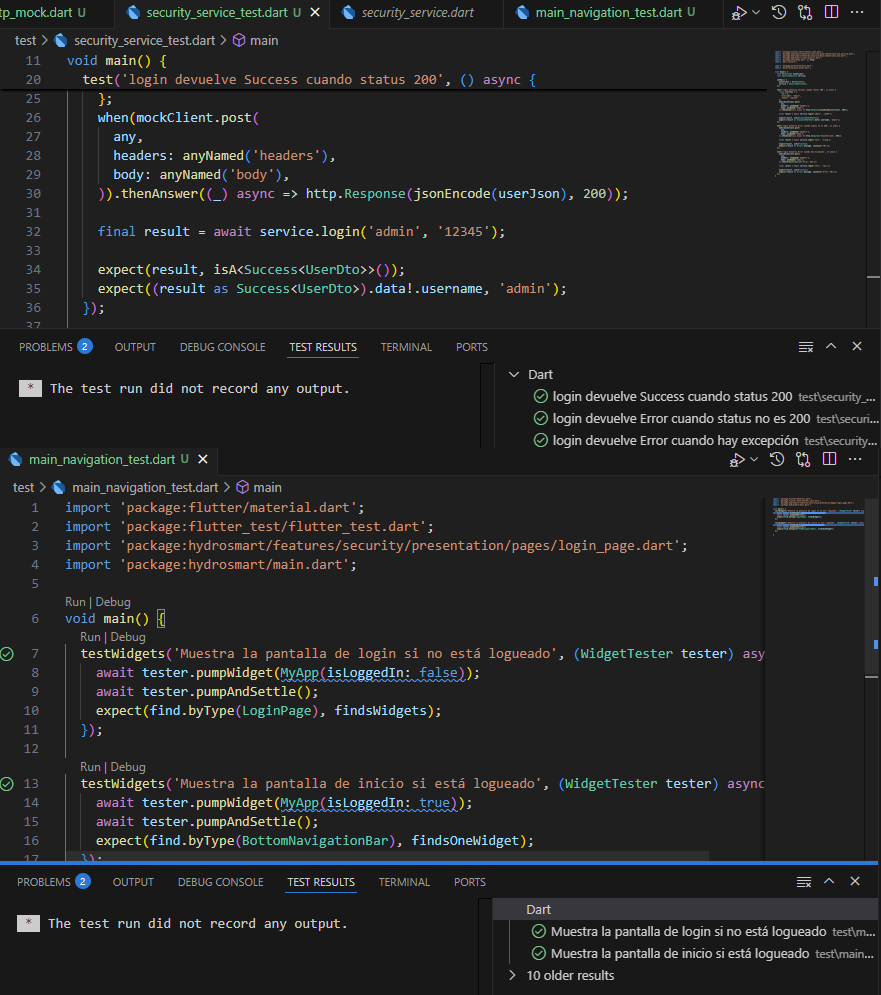 tp_mock.dart U
security_service_test.dart U
security_service.dart
main_navigation_test.dart U
test > security_service_test.dart > main
11 void main() {
20 test('login devuelve Success cuando status 200', () async {
25 };
26 when(mockClient.post(
27 any,
28 headers: anyNamed('headers'),
29 body: anyNamed('body'),
30 )).thenAnswer((_) async => http.Response(jsonEncode(userJson), 200));
31
32 final result = await service.login('admin', '12345');
33
34 expect(result, isA<Success<UserDto>>());
35 expect((result as Success<UserDto>).data!.username, 'admin');
36 });
37
PROBLEMS 2 OUTPUT DEBUG CONSOLE TEST RESULTS TERMINAL PORTS
* The test run did not record any output.
Dart
login devuelve Success cuando status 200 test\security_...
login devuelve Error cuando status no es 200 test\securi...
login devuelve Error cuando hay excepción test\security...
main_navigation_test.dart U
test > main_navigation_test.dart > main
1 import 'package:flutter/material.dart';
2 import 'package:flutter_test/flutter_test.dart';
3 import 'package:hydrosmart/features/security/presentation/pages/login_page.dart';
4 import 'package:hydrosmart/main.dart';
5
Run | Debug
6 void main() {
Run | Debug
7 testWidgets('Muestra la pantalla de login si no está logueado', (WidgetTester tester) asy
8 await tester.pumpWidget(MyApp(isLoggedIn: false));
9 await tester.pumpAndSettle();
10 expect(find.byType(LoginPage), findsWidgets);
11 });
12
Run | Debug
13 testWidgets('Muestra la pantalla de inicio si está logueado', (WidgetTester tester) async
14 await tester.pumpWidget(MyApp(isLoggedIn: true));
15 await tester.pumpAndSettle();
16 expect(find.byType(BottomNavigationBar), findsOneWidget);
17 });
PROBLEMS 2 OUTPUT DEBUG CONSOLE TEST RESULTS TERMINAL PORTS
* The test run did not record any output.
Dart
Muestra la pantalla de login si no está logueado test\m...
Muestra la pantalla de inicio si está logueado test\main...
10 older results